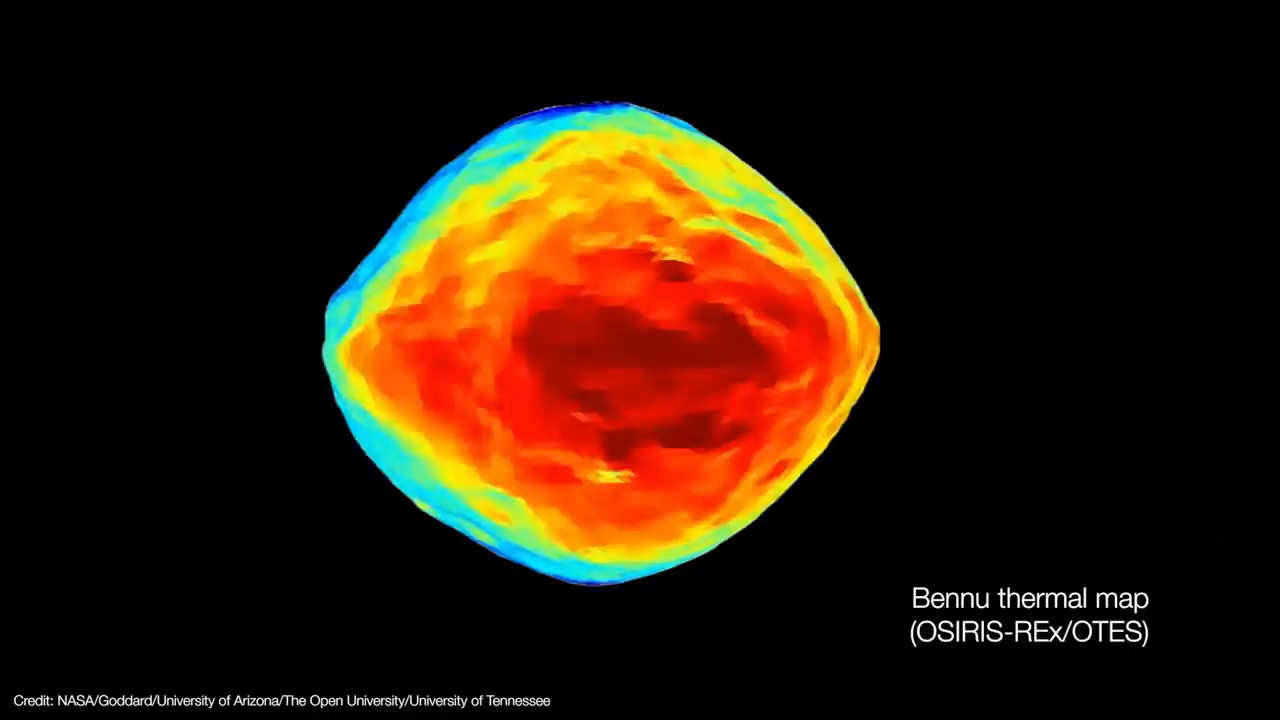 Bennu thermal map
(OSIRIS-REx/OTES)
Credit: NASA/Goddard/University of Arizona/The Open University/University of Tennessee